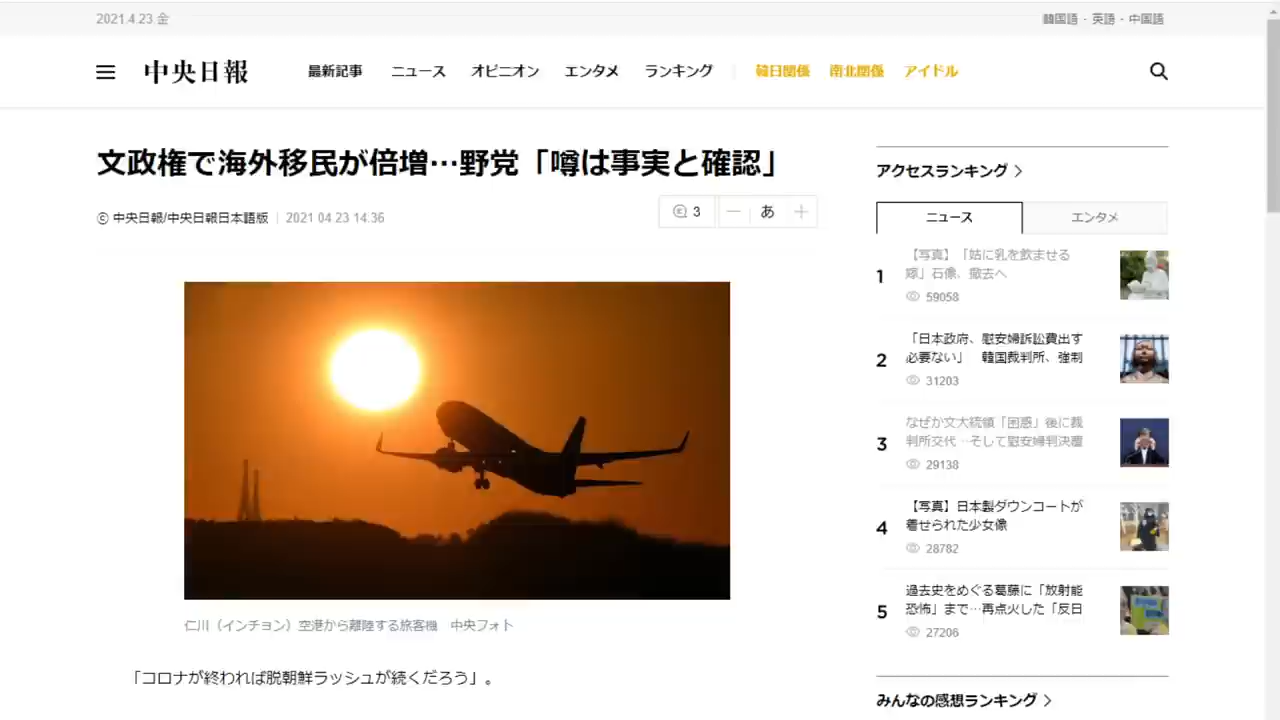 2021.4.23 金
韓国語 · 英語 · 中国語
中央日報
最新記事 ニュース オピニオン エンタメ ランキング 韓日関係 南北関係 アイドル
文政権で海外移民が倍増…野党「噂は事実と確認」
ⓒ 中央日報/中央日報日本語版 2021 04 23 14:36
3 あ
仁川（インチョン）空港から離陸する旅客機 中央フォト
「コロナが終われば脱朝鮮ラッシュが続くだろう」。
アクセスランキング
ニュース エンタメ
1
【写真】「姑に乳を飲ませる
嫁」石像、撤去へ
59058
2
「日本政府、慰安婦訴訟費出す
必要ない」 韓国裁判所、強制
31203
3
なぜか文大統領「困惑」後に裁
判所交代…そして慰安婦判決覆
29138
4
【写真】日本製ダウンコートが
着せられた少女像
28782
5
過去史をめぐる葛藤に「放射能
恐怖」まで…再点火した「反日
27206
みんなの感想ランキング